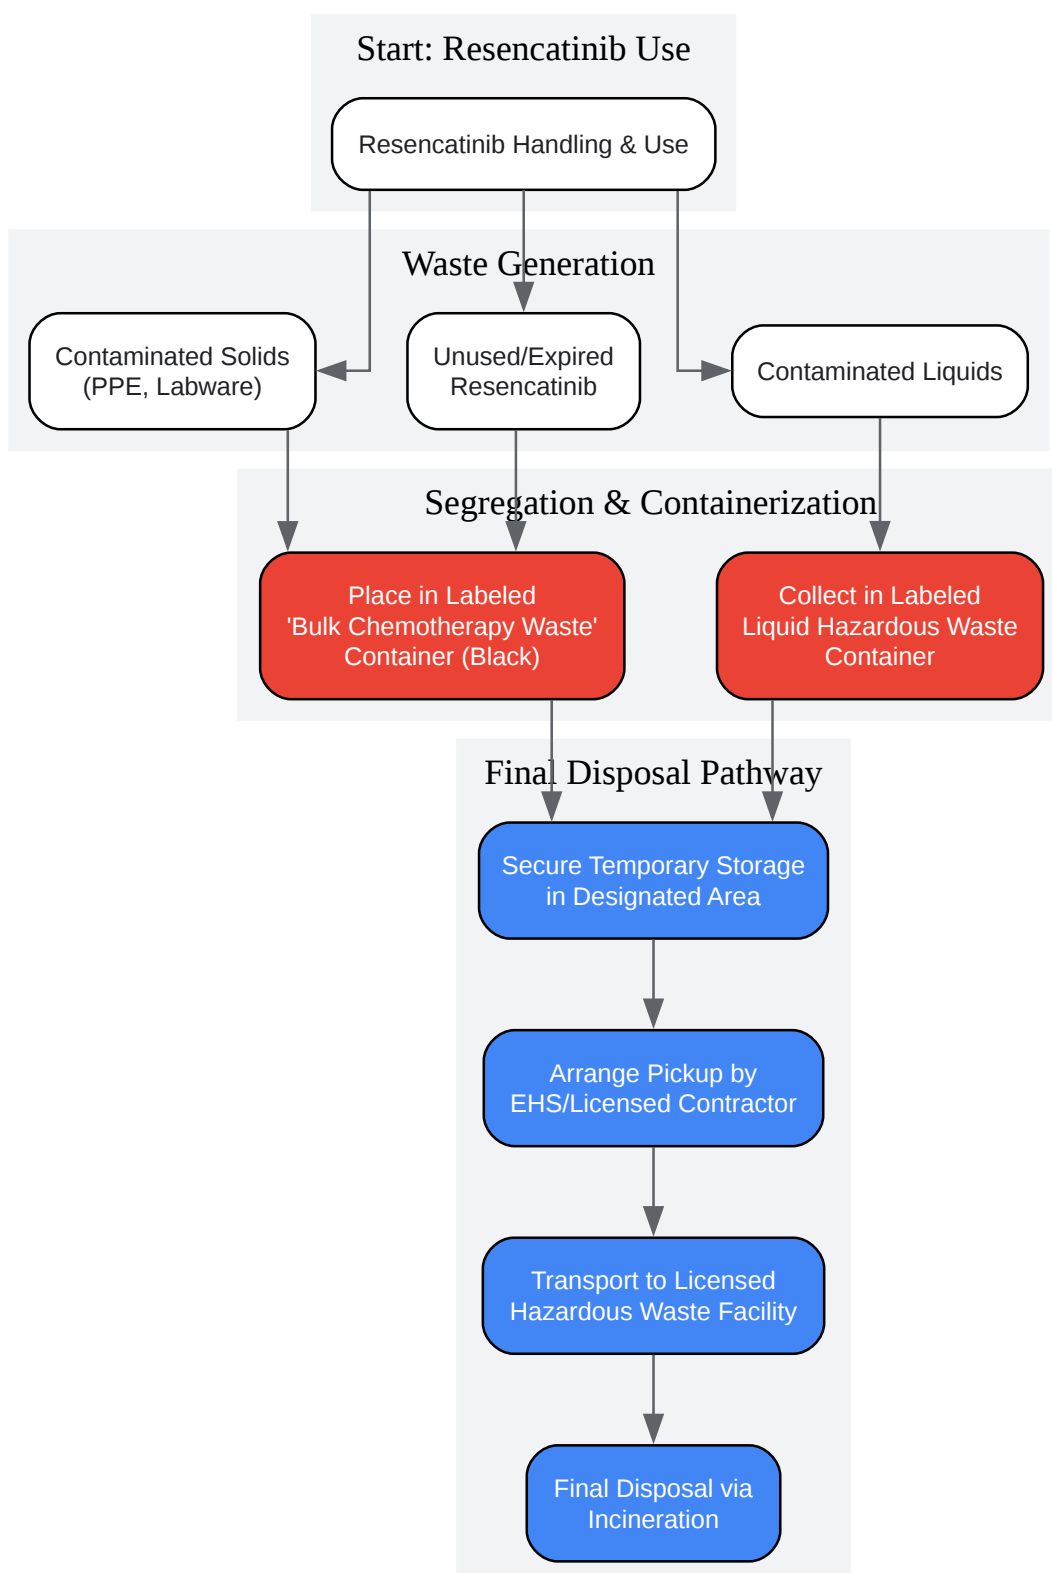 Start: Resencatinib Use
Resencatinib Handling & Use
Waste Generation
Contaminated Solids
(PPE, Labware)
Unused/Expired
Resencatinib
Contaminated Liquids
Segregation & Containerization
Place in Labeled
'Bulk Chemotherapy Waste'
Container (Black)
Collect in Labeled
Liquid Hazardous Waste
Container
Final Disposal Pathway
Secure Temporary Storage
in Designated Area
Arrange Pickup by
EHS/Licensed Contractor
Transport to Licensed
Hazardous Waste Facility
Final Disposal via
Incineration